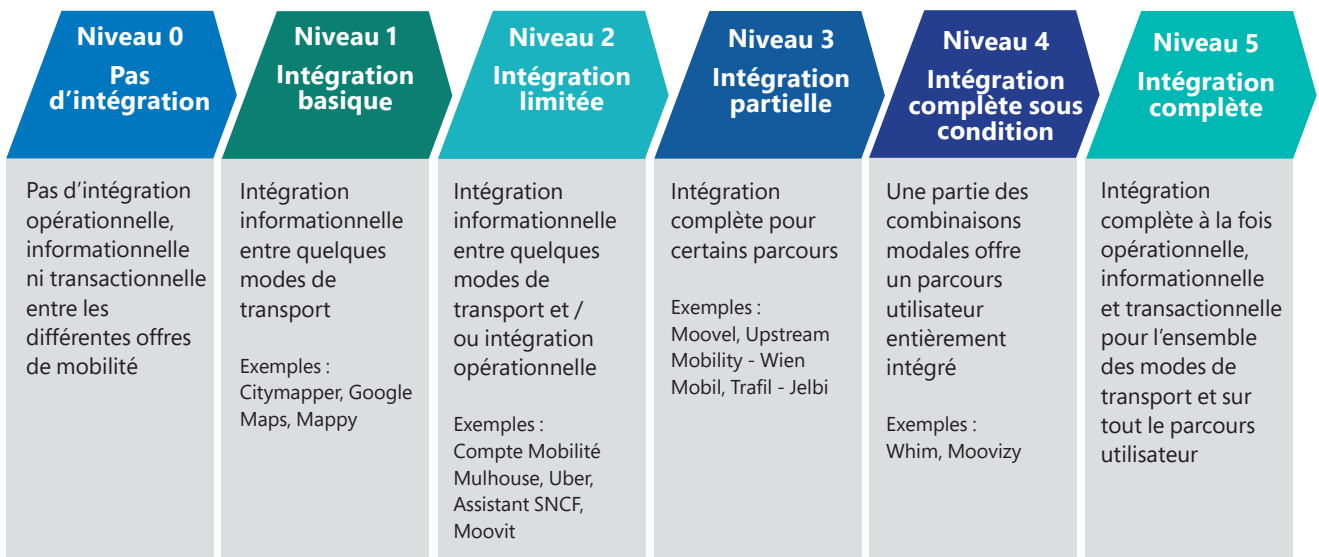 Niveau 0
Pas
d’intégration
Pas d’intégration
opérationnelle,
informationnelle
ni transactionnelle
entre les
différentes offres
de mobilité
Niveau 1
Intégration
basique
Intégration
informationnelle
entre quelques
modes de
transport
Exemples :
Citymapper, Google
Maps, Mappy
Niveau 2
Intégration
limitée
Intégration
informationnelle
entre quelques
modes de
transport et /
ou intégration
opérationnelle
Exemples :
Compte Mobilité
Mulhouse, Uber,
Assistant SNCF,
Moovit
Niveau 3
Intégration
partielle
Intégration
complète pour
certains parcours
Exemples :
Moovel, Upstream
Mobility - Wien
Mobil, Trafil - Jelbi
Niveau 4
Intégration
complète sous
condition
Une partie des
combinaisons
modales offre
un parcours
utilisateur
entièrement
intégré
Exemples :
Whim, Moovizy
Niveau 5
Intégration
complète
Intégration
complète à la fois
opérationnelle,
informationnelle
et transactionnelle
pour l’ensemble
des modes de
transport et sur
tout le parcours
utilisateur